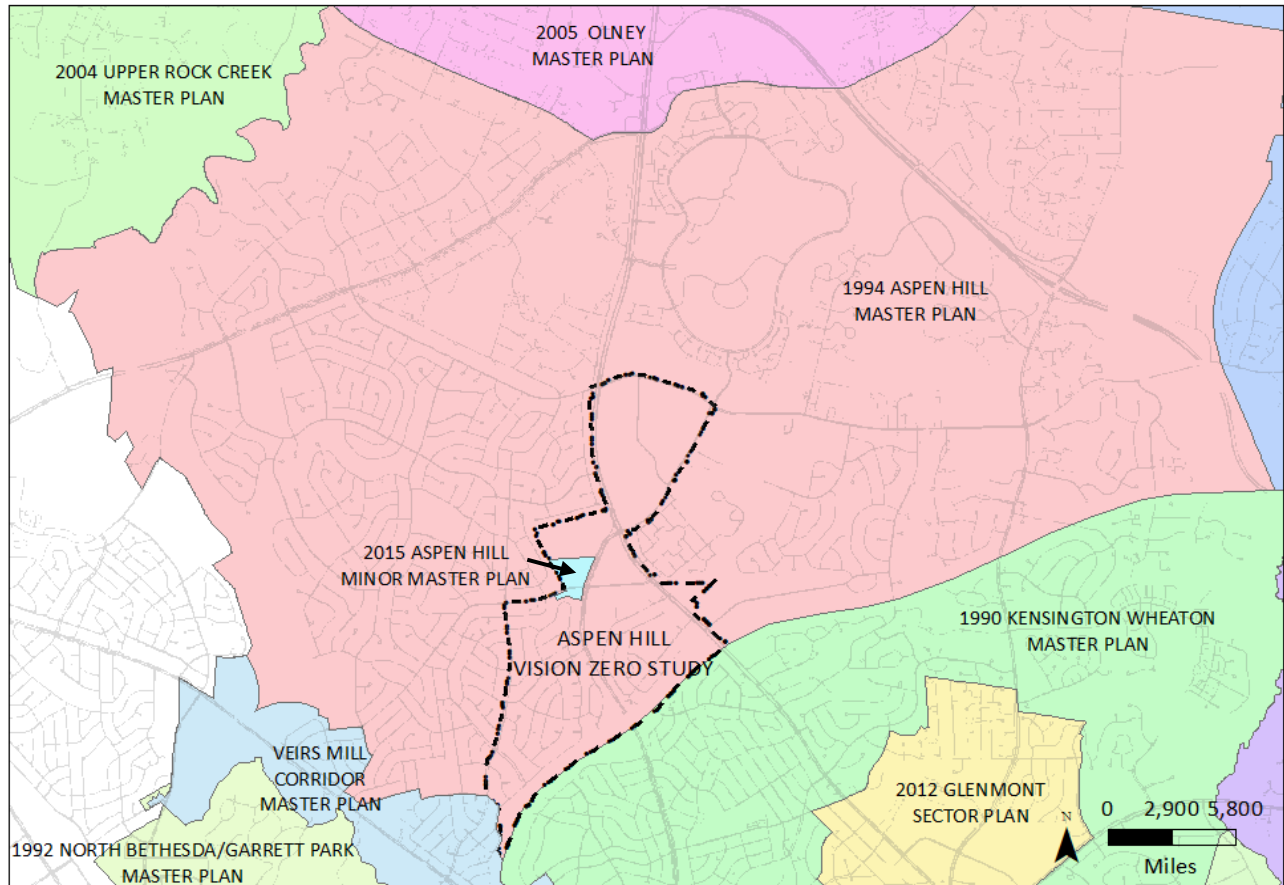 2005 OLNEY
MASTER PLAN
2004 UPPER ROCK CREEK
MASTER PLAN
1994 ASPEN HILL
MASTER PLAN
2015 ASPEN HILL
MINOR MASTER PLAN
ASPEN HILL
VISION ZERO STUDY
1990 KENSINGTON WHEATON
MASTER PLAN
VEIRS MILL
CORRIDOR
MASTER PLAN
2012 GLENMONT
SECTOR PLAN
1992 NORTH BETHESDA/GARRETT PARK
MASTER PLAN
N
0 2,900 5,800
Miles